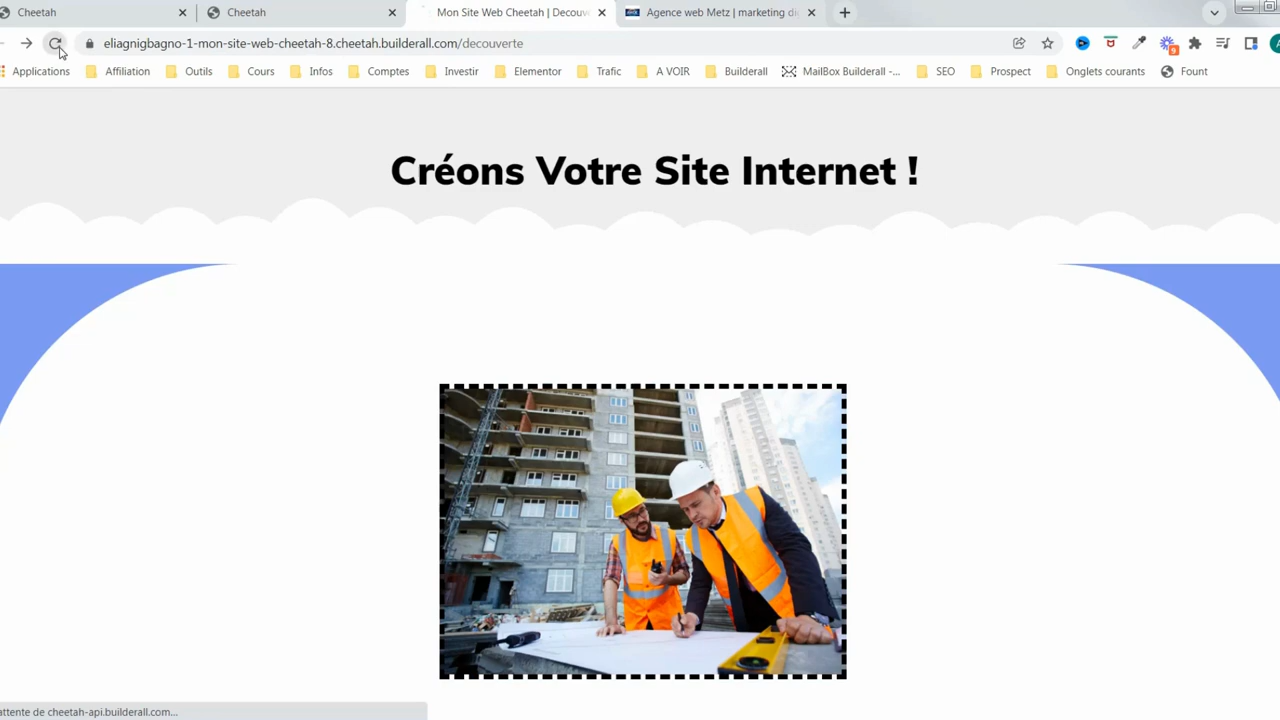 Cheetah
Cheetah
Mon Site Web Cheetah | Decouv
Agence web Metz | marketing di
eliagnigbagno-1-mon-site-web-cheetah-8.cheetah.builderall.com/decouverte
9
Applications
Affiliation
Outils
Cours
Infos
Comptes
Investir
Elementor
Trafic
A VOIR
Builderall
MailBox Builderall -...
SEO
Prospect
Onglets courants
Fount
Créons Votre Site Internet !
attente de cheetah-api.builderall.com...